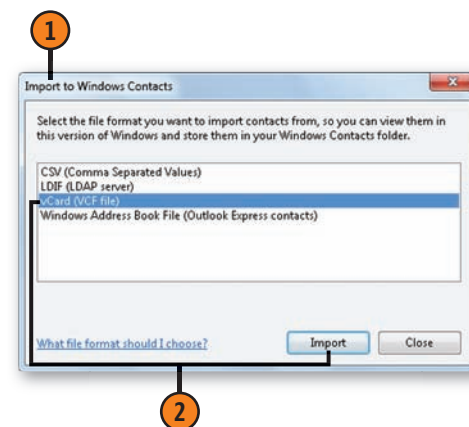 1
Import to Windows Contacts
Select the file format you want to import contacts from, so you can view them in
this version of Windows and store them in your Windows Contacts folder.
CSV (Comma Separated Values)
LDIF (LDAP server)
vCard (VCF file)
Windows Address Book File (Outlook Express contacts)
What file format should I choose?
Import
Close
2